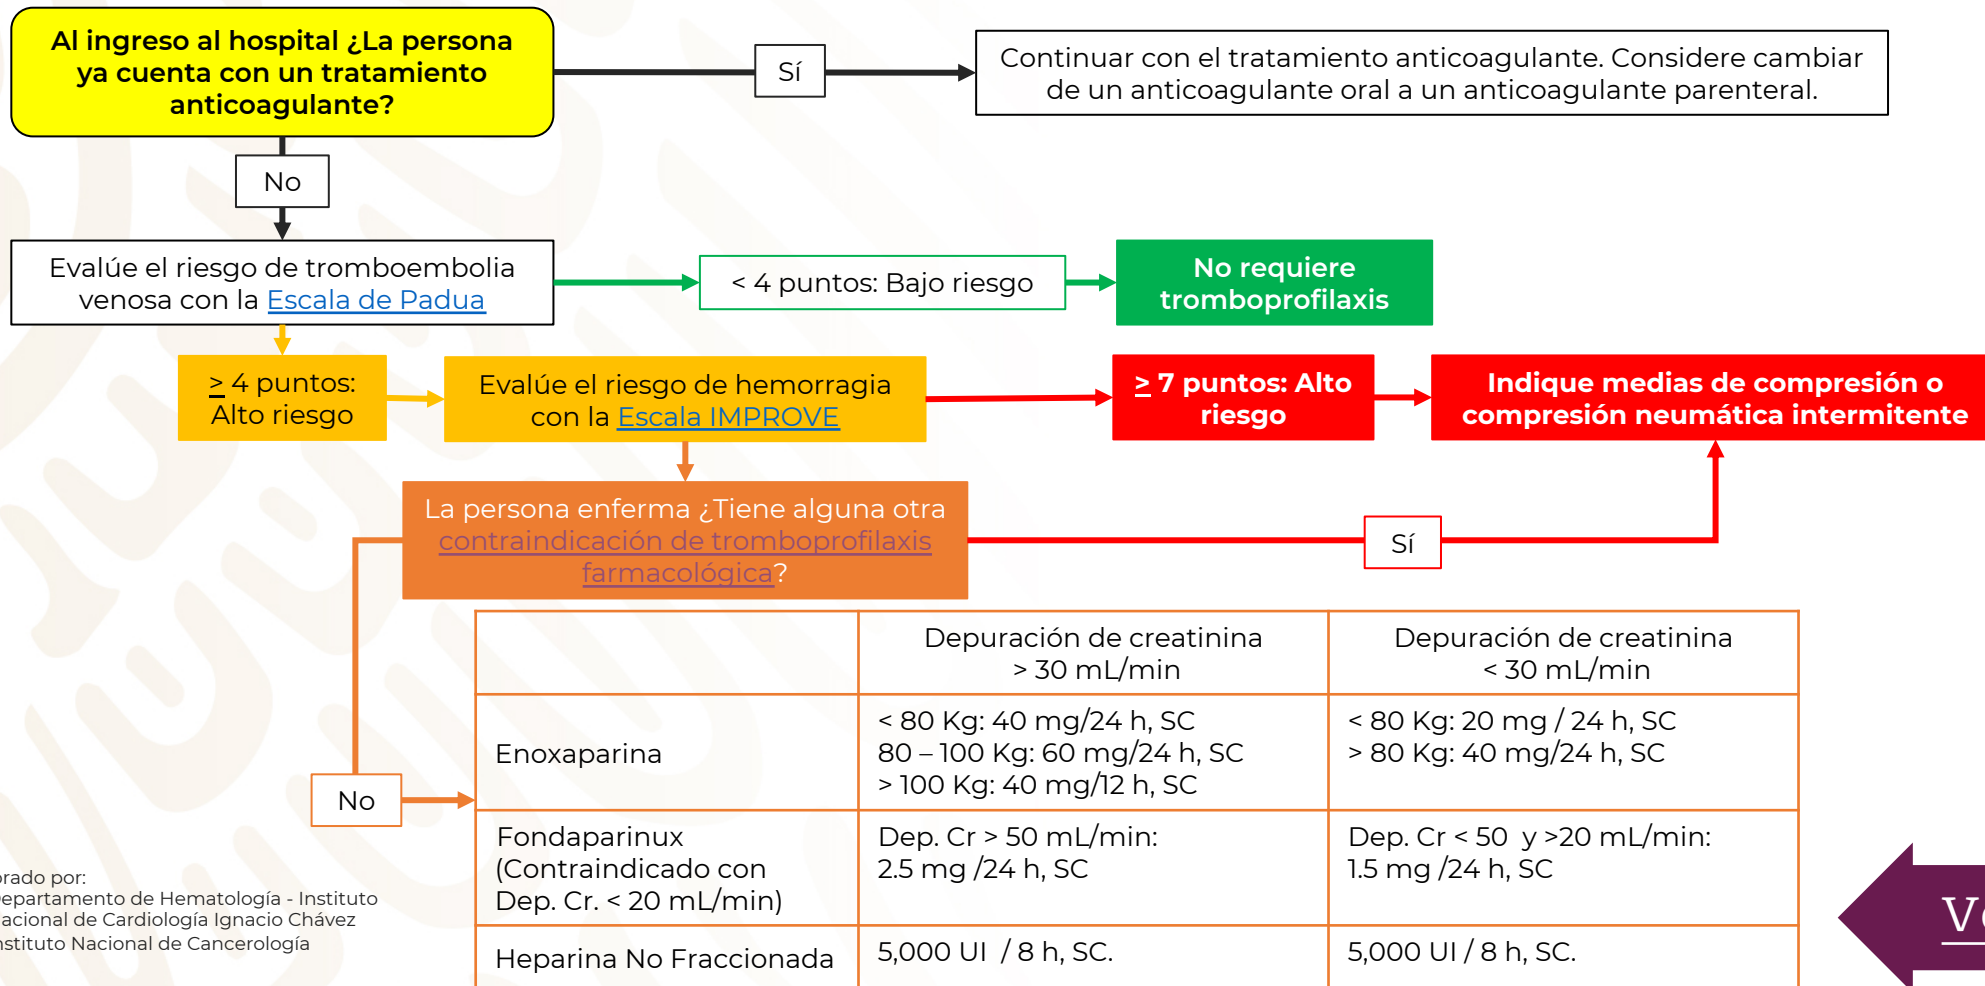 Al ingreso al hospital ¿La persona
ya cuenta con un tratamiento
anticoagulante?
Sí
Continuar con el tratamiento anticoagulante. Considere cambiar
de un anticoagulante oral a un anticoagulante parenteral.
No
Evalúe el riesgo de tromboembolia
venosa con la Escala de Padua
< 4 puntos: Bajo riesgo
No requiere
tromboprofilaxis
≥ 4 puntos:
Alto riesgo
Evalúe el riesgo de hemorragia
con la Escala IMPROVE
≥ 7 puntos: Alto
riesgo
Indique medias de compresión o
compresión neumática intermitente
La persona enferma ¿Tiene alguna otra
contraindicación de tromboprofilaxis
farmacológica?
Sí
No
Depuración de creatinina
> 30 mL/min
Depuración de creatinina
< 30 mL/min
Enoxaparina
< 80 Kg: 40 mg/24 h, SC
80 – 100 Kg: 60 mg/24 h, SC
> 100 Kg: 40 mg/12 h, SC
< 80 Kg: 20 mg / 24 h, SC
> 80 Kg: 40 mg/24 h, SC
Fondaparinux
(Contraindicado con
Dep. Cr. < 20 mL/min)
Dep. Cr > 50 mL/min:
2.5 mg /24 h, SC
Dep. Cr < 50 y >20 mL/min:
1.5 mg /24 h, SC
Heparina No Fraccionada
5,000 UI / 8 h, SC.
5,000 UI / 8 h, SC.
orado por:
epartamento de Hematología - Instituto
acional de Cardiología Ignacio Chávez
nstituto Nacional de Cancerología